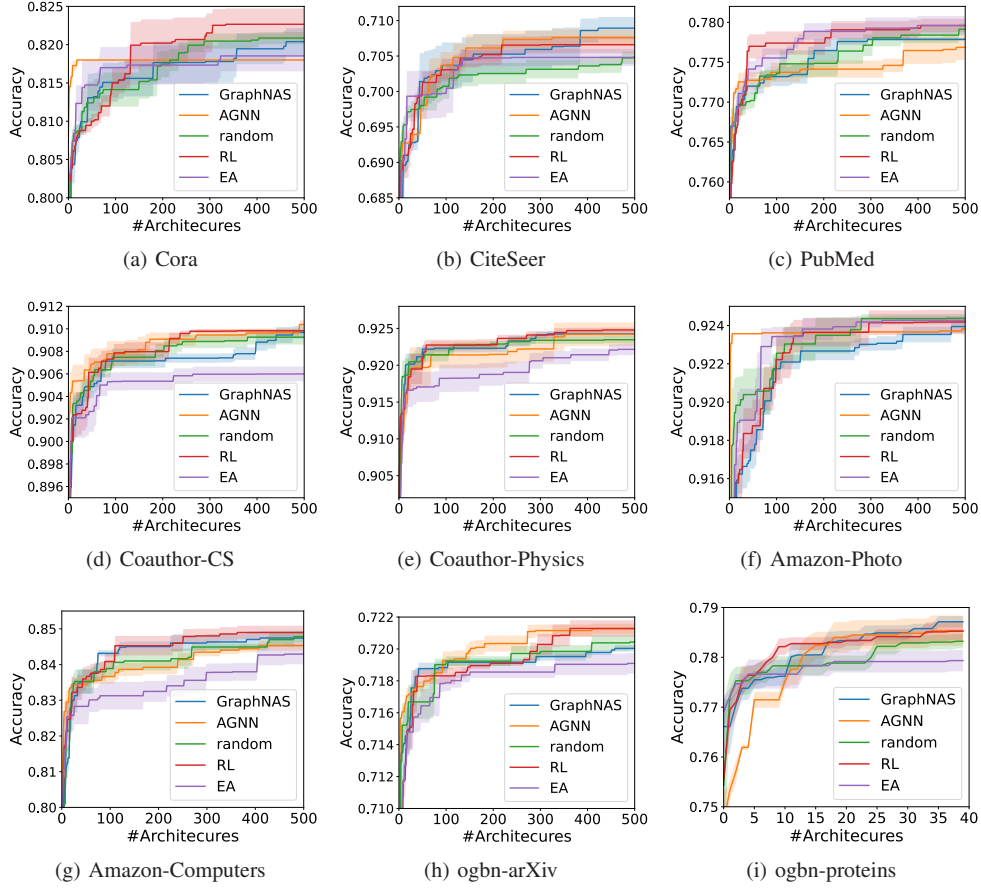 Accuracy
0.825
0.820
0.815
0.810
0.805
0.800
GraphNAS
AGNN
random
RL
EA
0 100 200 300 400 500
#Architecures
(a) Cora
Accuracy
0.710
0.705
0.700
0.695
0.690
0.685
GraphNAS
AGNN
random
RL
EA
0 100 200 300 400 500
#Architecures
(b) CiteSeer
Accuracy
0.780
0.775
0.770
0.765
0.760
GraphNAS
AGNN
random
RL
EA
0 100 200 300 400 500
#Architecures
(c) PubMed
Accuracy
0.912
0.910
0.908
0.906
0.904
0.902
0.900
0.898
0.896
GraphNAS
AGNN
random
RL
EA
0 100 200 300 400 500
#Architecures
(d) Coauthor-CS
Accuracy
0.925
0.920
0.915
0.910
0.905
GraphNAS
AGNN
random
RL
EA
0 100 200 300 400 500
#Architecures
(e) Coauthor-Physics
Accuracy
0.924
0.922
0.920
0.918
0.916
GraphNAS
AGNN
random
RL
EA
0 100 200 300 400 500
#Architecures
(f) Amazon-Photo
Accuracy
0.85
0.84
0.83
0.82
0.81
0.80
GraphNAS
AGNN
random
RL
EA
0 100 200 300 400 500
#Architecures
(g) Amazon-Computers
Accuracy
0.722
0.720
0.718
0.716
0.714
0.712
0.710
GraphNAS
AGNN
random
RL
EA
0 100 200 300 400 500
#Architecures
(h) ogbn-arXiv
Accuracy
0.79
0.78
0.77
0.76
0.75
GraphNAS
AGNN
random
RL
EA
0 5 10 15 20 25 30 35 40
#Architecures
(i) ogbn-proteins